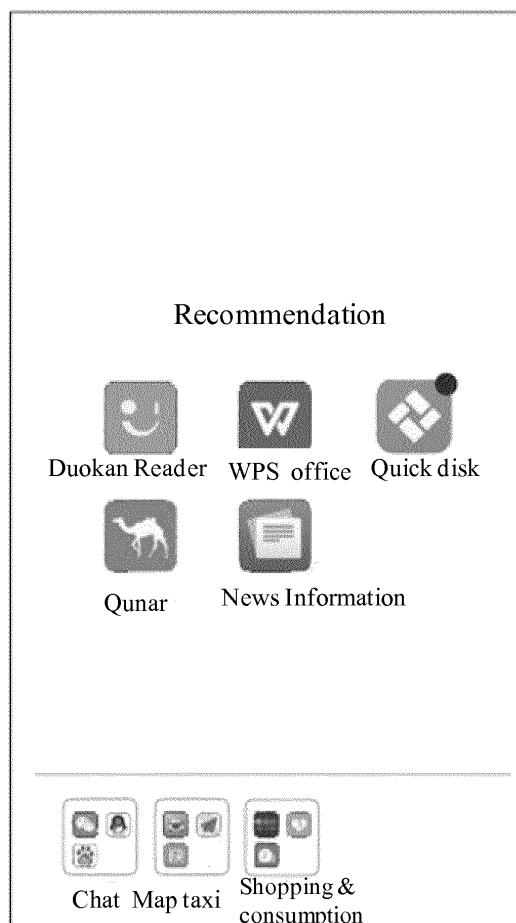 Recommendation
Duokan Reader WPS office Quick disk
Qunar News Information
Chat Map taxi Shopping &
consumption